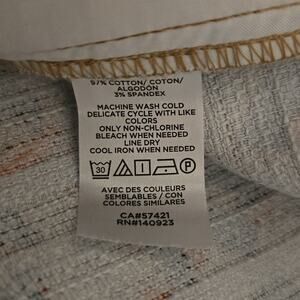 97% COTTON/ COTON/
ALGODÓN
3% SPANDEX
MACHINE WASH COLD
DELICATE CYCLE WITH LIKE
COLORS
ONLY NON-CHLORINE
BLEACH WHEN NEEDED
LINE DRY
COOL IRON WHEN NEEDED
30
P
AVEC DES COULEURS
SEMBLABLES / CON
COLORES SIMILARES
CA#57421
RN#140923